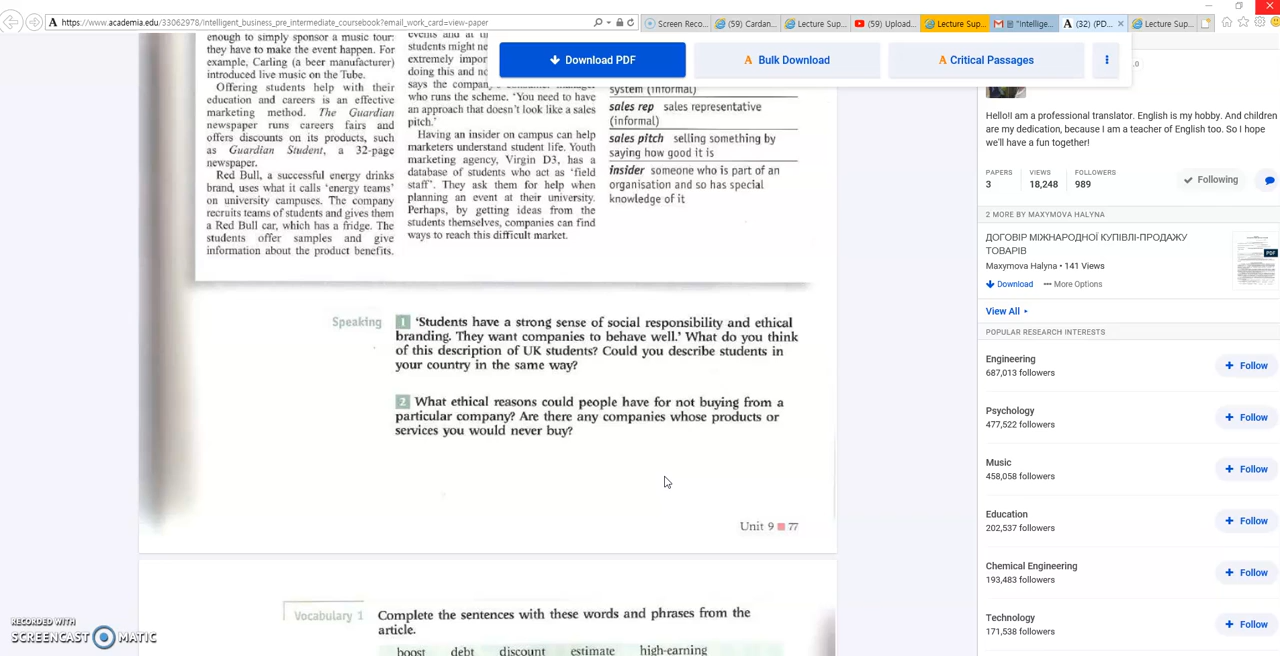 https://www.academia.edu/33062978/Intelligent_business_pre_intermediate_coursebook?email_work_card=view-paper
Screen Reco...
(59) Cardan...
Lecture Sup...
(59) Upload...
Lecture Sup...
"Intellige...
(32) (PD...
Lecture Sup...
Download PDF
Bulk Download
Critical Passages
enough to simply sponsor a music tour:
they have to make the event happen. For
example, Carling (a beer manufacturer)
introduced live music on the Tube.
Offering students help with their
education and careers is an effective
marketing method. The Guardian
newspaper runs careers fairs and
offers discounts on its products, such
as Guardian Student, a 32-page
newspaper.
Red Bull, a successful energy drinks
brand, uses what it calls 'energy teams'
on university campuses. The company
recruits teams of students and gives them
a Red Bull car, which has a fridge. The
students offer samples and give
information about the product benefits.
events and at
students might ne
extremely impor
doing this and no
says the company
who runs the scheme. 'You need to have
an approach that doesn't look like a sales
pitch.'
Having an insider on campus can help
marketers understand student life. Youth
marketing agency, Virgin D3, has a
database of students who act as 'field
staff'. They ask them for help when
planning an event at their university.
Perhaps, by getting ideas from the
students themselves, companies can find
ways to reach this difficult market.
system (informal)
sales rep sales representative
(informal)
sales pitch selling something by
saying how good it is
insider someone who is part of an
organisation and so has special
knowledge of it
Speaking
1 'Students have a strong sense of social responsibility and ethical
branding. They want companies to behave well.' What do you think
of this description of UK students? Could you describe students in
your country in the same way?
2 What ethical reasons could people have for not buying from a
particular company? Are there any companies whose products or
services you would never buy?
Unit 9 77
Vocabulary 1
Complete the sentences with these words and phrases from the
article.
boost debt discount estimate high-earning
.0
Hello!I am a professional translator. English is my hobby. And children
are my dedication, because I am a teacher of English too. So I hope
we'll have a fun together!
PAPERS VIEWS FOLLOWERS
3 18,248 989
Following
2 MORE BY MAXYMOVA HALYNA
ДОГОВІР МІЖНАРОДНОЇ КУПІВЛІ-ПРОДАЖУ
ТОВАРІВ
PDF
Maxymova Halyna • 141 Views
Download ••• More Options
View All
POPULAR RESEARCH INTERESTS
Engineering
687,013 followers
+ Follow
Psychology
477,522 followers
+ Follow
Music
458,058 followers
+ Follow
Education
202,537 followers
+ Follow
Chemical Engineering
193,483 followers
+ Follow
Technology
171,538 followers
+ Follow
RECORDED WITH
SCREENCAST MATIC